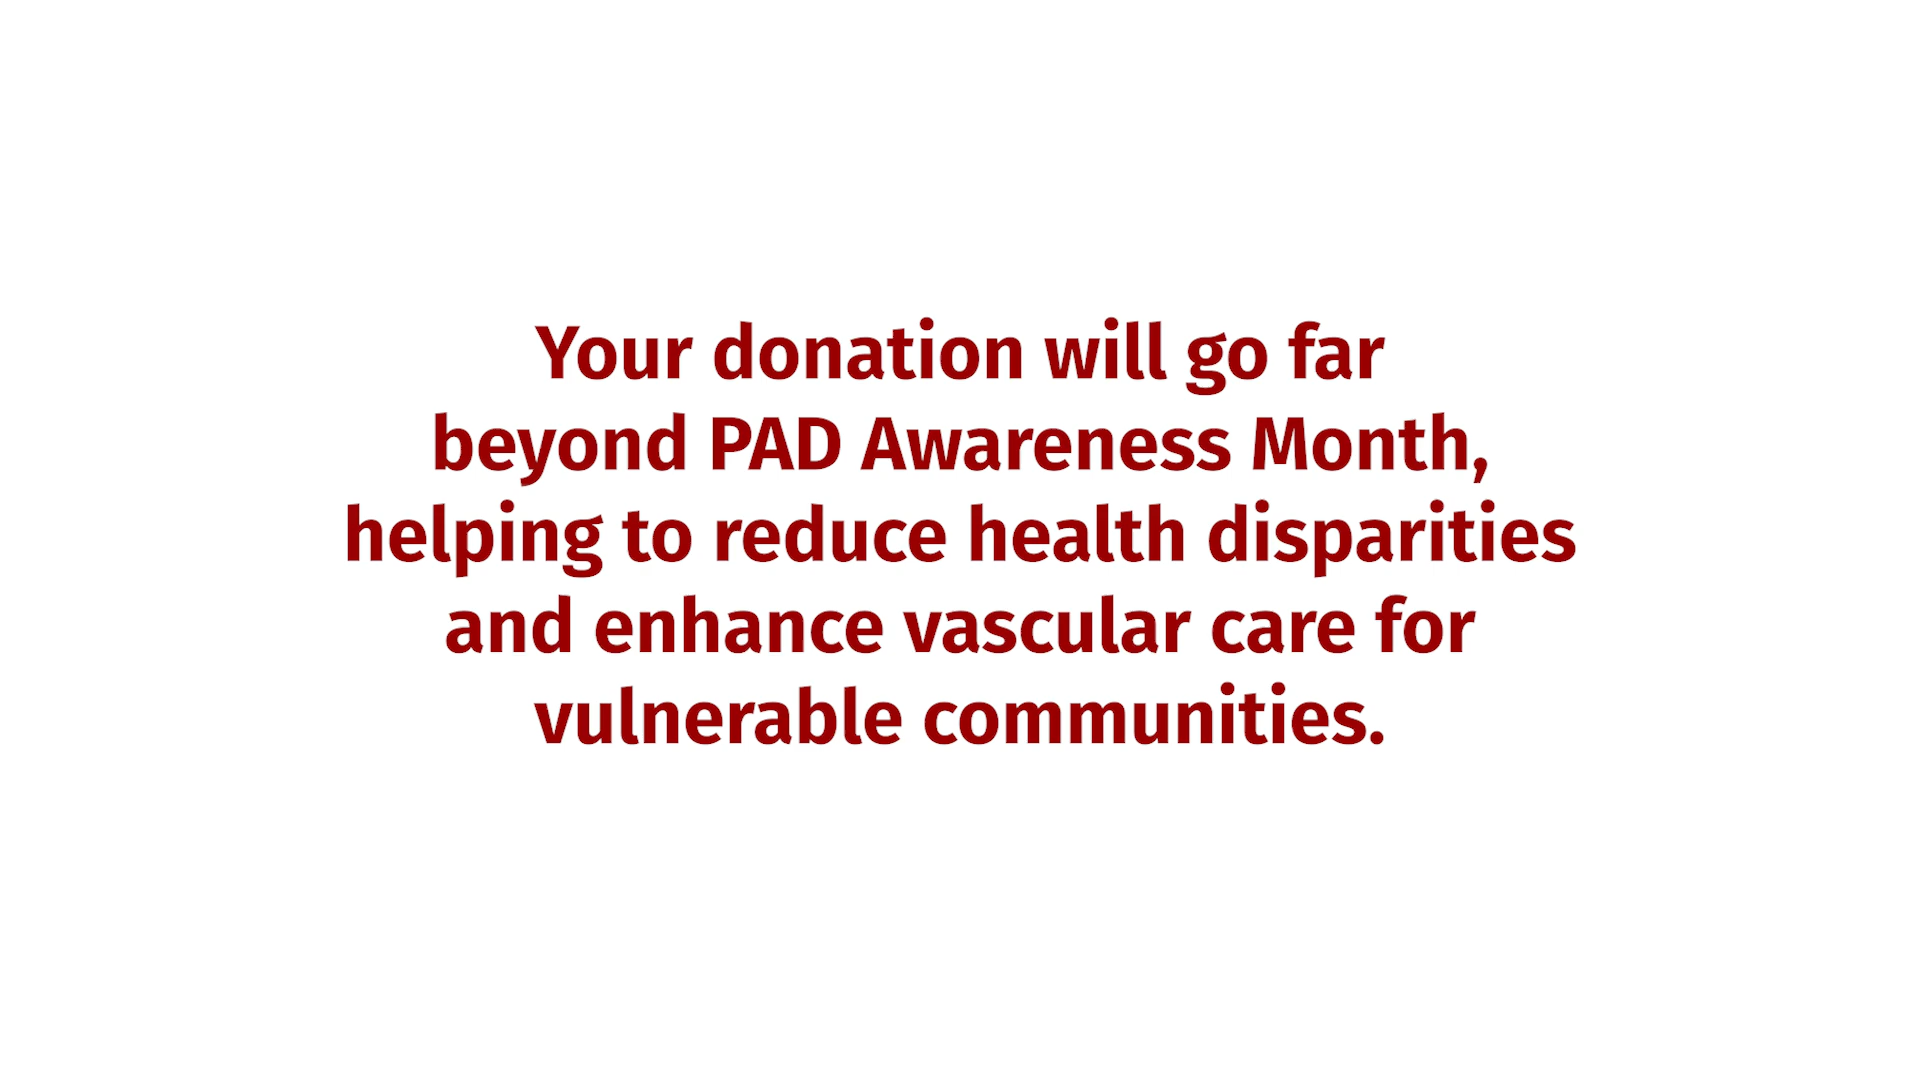 Your donation will go far
beyond PAD Awareness Month,
helping to reduce health disparities
and enhance vascular care for
vulnerable communities.